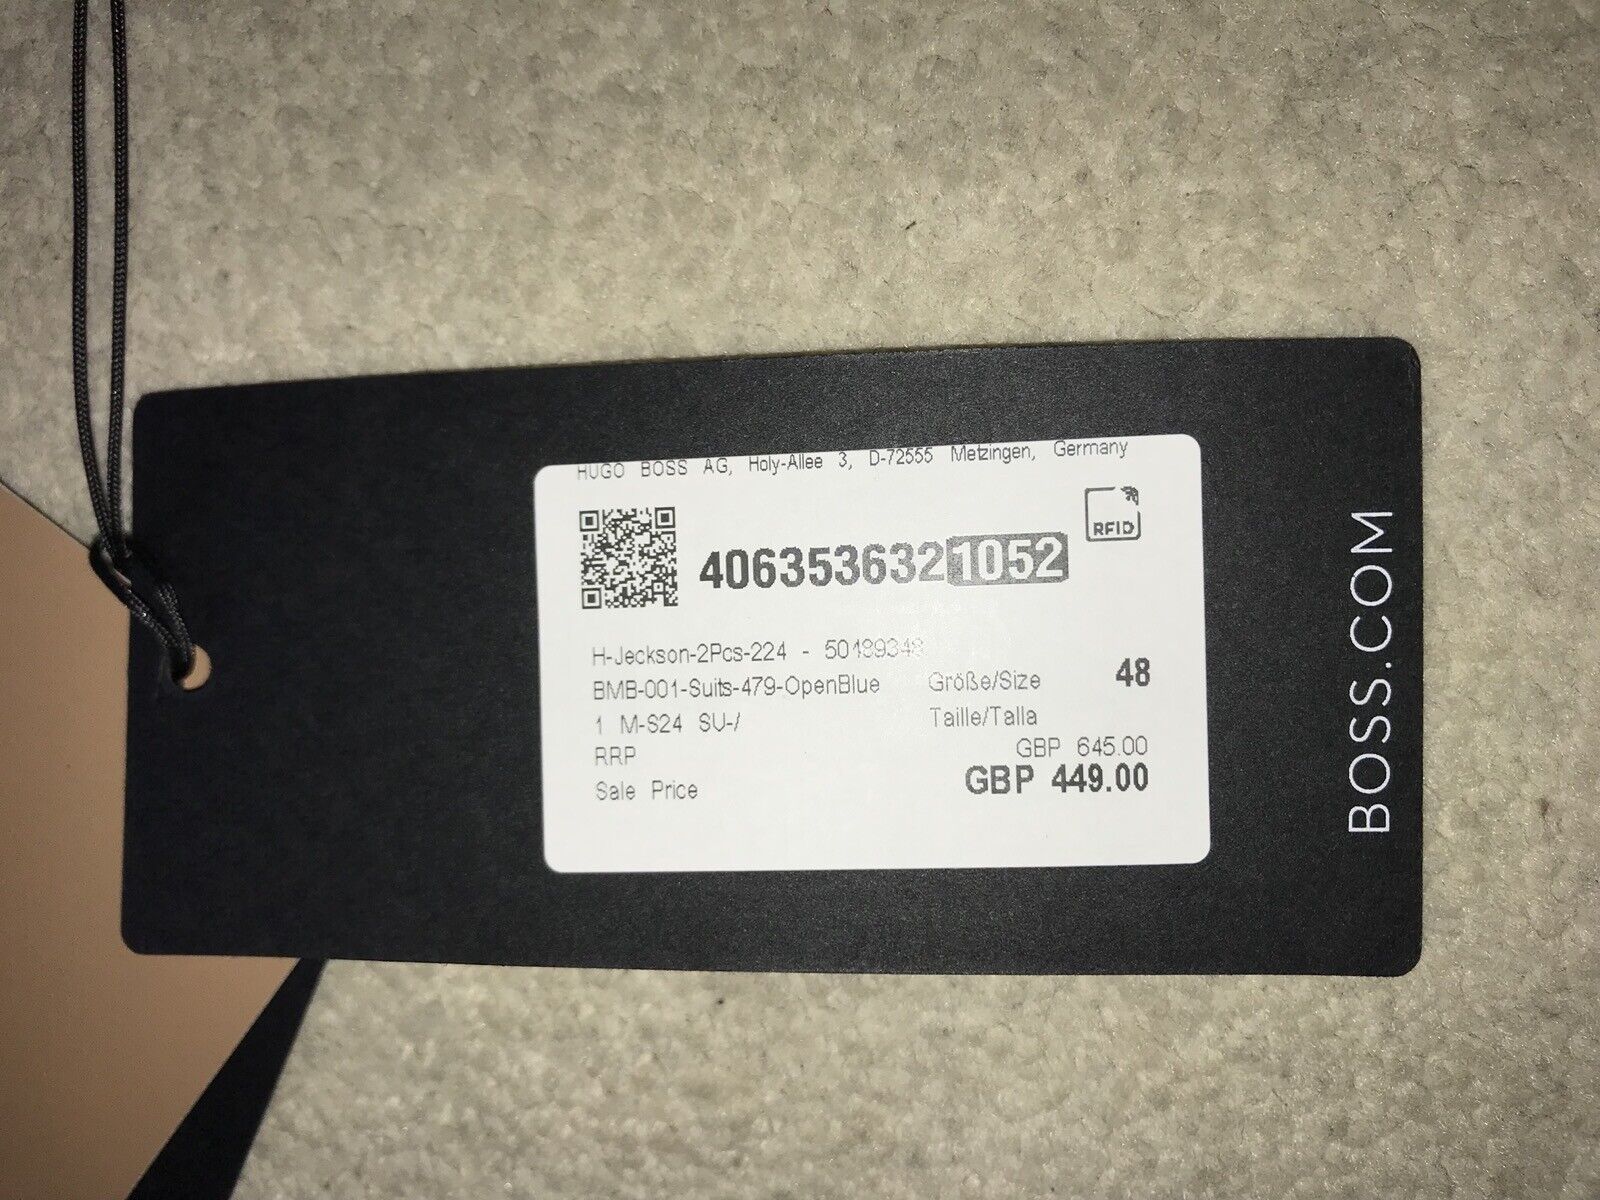 HUGO BOSS AG, Holy-Allee 3, D-72555 Metzingen, Germany
RFID
4063536321052
H-Jeckson-2Pcs-224 - 50489348
BMB-001-Suits-479-OpenBlue Größe/Size 48
1 M-S24 SU-/ Taille/Talla
RRP GBP 645.00
Sale Price GBP 449.00
BOSS.COM